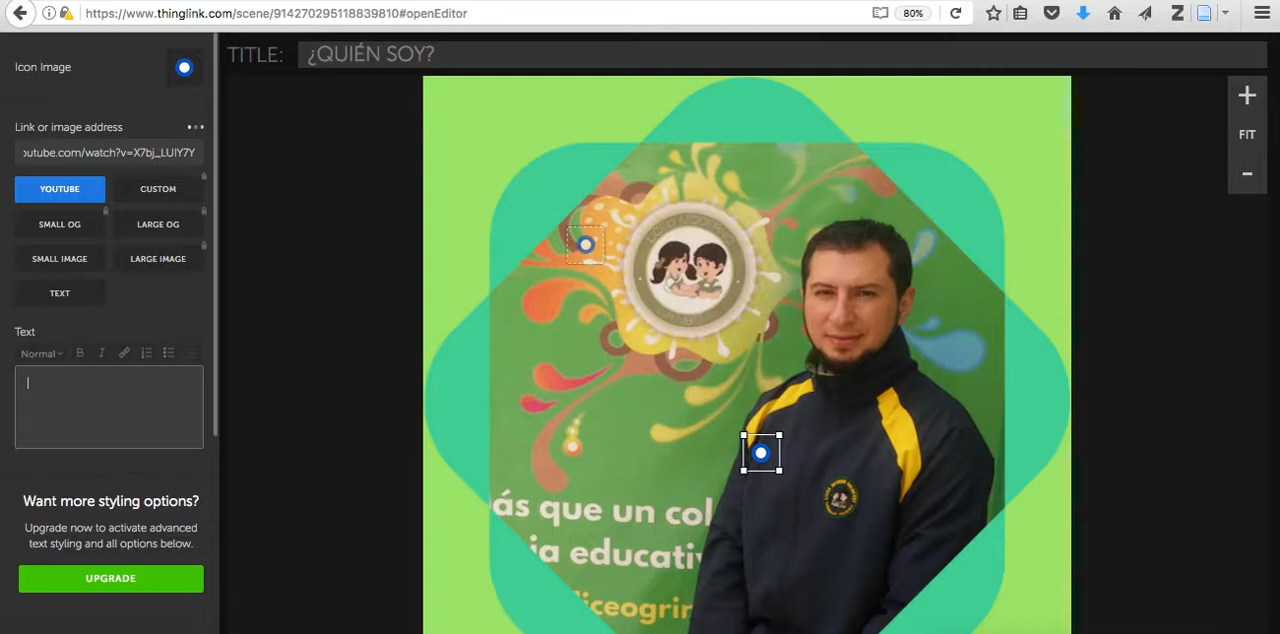 https://www.thinglink.com/scene/914270295118839810#openEditor
80%
Icon Image
TITLE: ¿QUIÉN SOY?
Link or image address
outube.com/watch?v=X7bj_LUIY7Y
YOUTUBE
CUSTOM
SMALL OG
LARGE OG
SMALL IMAGE
LARGE IMAGE
TEXT
Text
Normal
B I
Want more styling options?
Upgrade now to activate advanced
text styling and all options below.
UPGRADE
FIT
LICEO MODERNO
ás que un col
ia educativ
liceogrin